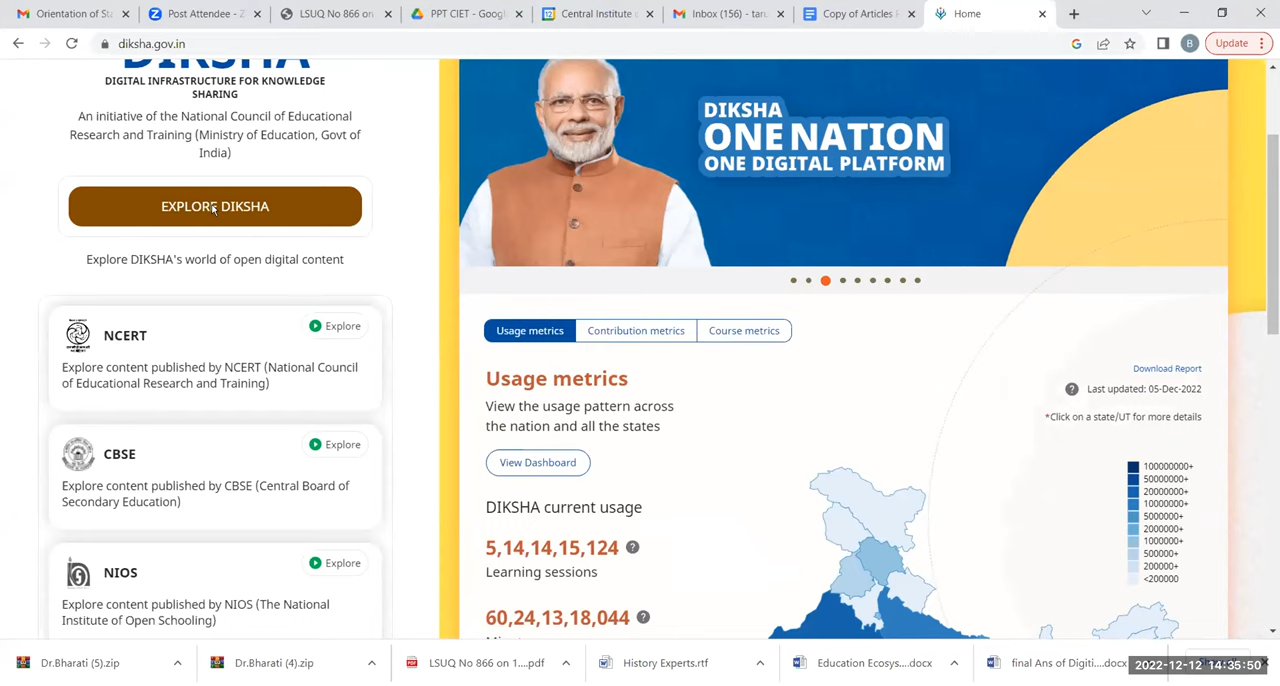 Orientation of Sta
Post Attendee - Z
LSUQ No 866 on
PPT CIET - Googl
Central Institute o
Inbox (156) - taru
Copy of Articles f
Home
diksha.gov.in
B
Update
DIKSHA
DIGITAL INFRASTRUCTURE FOR KNOWLEDGE
SHARING
An initiative of the National Council of Educational
Research and Training (Ministry of Education, Govt of
India)
EXPLORE DIKSHA
Explore DIKSHA's world of open digital content
NCERT
Explore
Explore content published by NCERT (National Council
of Educational Research and Training)
CBSE
Explore
Explore content published by CBSE (Central Board of
Secondary Education)
NIOS
Explore
Explore content published by NIOS (The National
Institute of Open Schooling)
DIKSHA
ONE NATION
ONE DIGITAL PLATFORM
Usage metrics
Contribution metrics
Course metrics
Usage metrics
View the usage pattern across
the nation and all the states
View Dashboard
DIKSHA current usage
5,14,14,15,124
Learning sessions
60,24,13,18,044
Download Report
Last updated: 05-Dec-2022
*Click on a state/UT for more details
100000000+
50000000+
20000000+
10000000+
5000000+
2000000+
1000000+
500000+
200000+
<200000
Dr.Bharati (5).zip
Dr.Bharati (4).zip
LSUQ No 866 on 1....pdf
History Experts.rtf
Education Ecosys....docx
final Ans of Digiti....docx
2022-12-12 14:35:50